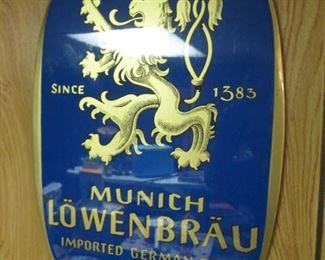 SINCE 1383
MUNICH
LÖWENBRÄU
IMPORTED GERMAN